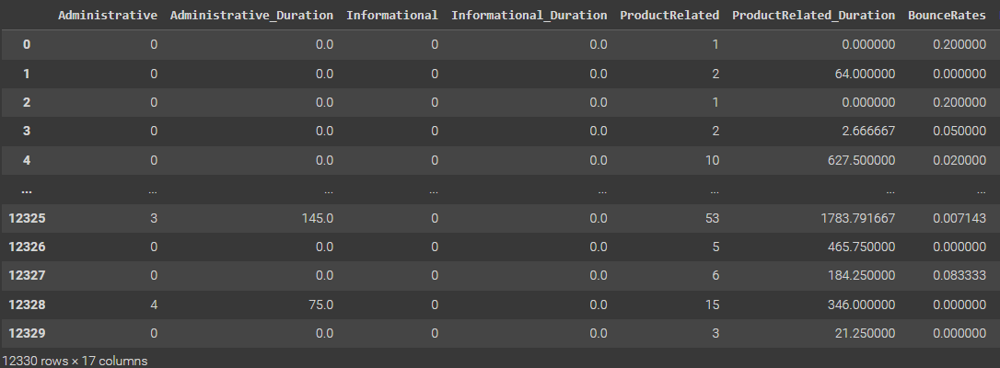 Administrative Administrative_Duration Informational Informational_Duration ProductRelated ProductRelated_Duration BounceRates
0 0 0.0 0 0.0 1 0.000000 0.200000
1 0 0.0 0 0.0 2 64.000000 0.000000
2 0 0.0 0 0.0 1 0.000000 0.200000
3 0 0.0 0 0.0 2 2.666667 0.050000
4 0 0.0 0 0.0 10 627.500000 0.020000
... ... ... ... ... ... ... ...
12325 3 145.0 0 0.0 53 1783.791667 0.007143
12326 0 0.0 0 0.0 5 465.750000 0.000000
12327 0 0.0 0 0.0 6 184.250000 0.083333
12328 4 75.0 0 0.0 15 346.000000 0.000000
12329 0 0.0 0 0.0 3 21.250000 0.000000
12330 rows × 17 columns